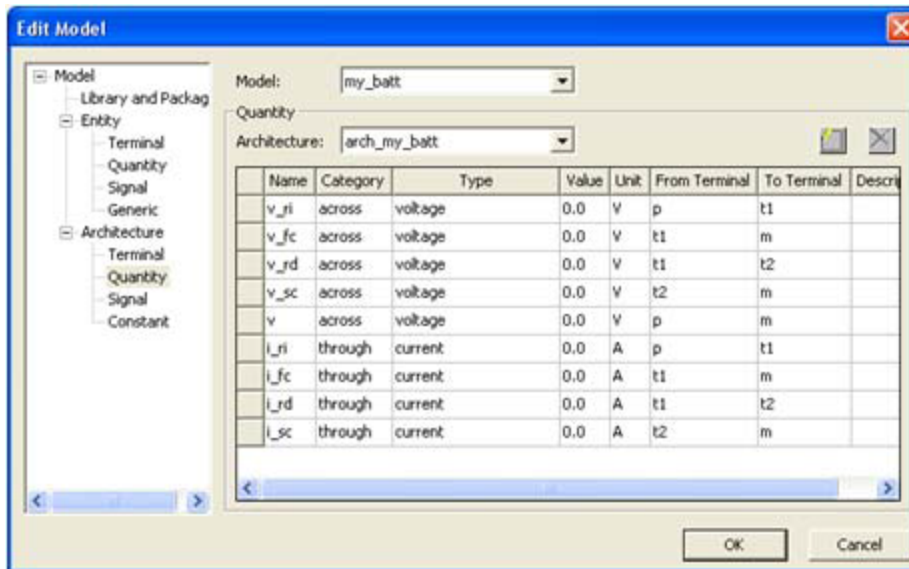 Edit Model
Model
Library and Packag
Entity
Terminal
Quantity
Signal
Generic
Architecture
Terminal
Quantity
Signal
Constant
Model: my_batt
Quantity
Architecture: arch_my_batt
Name Category Type Value Unit From Terminal To Terminal Descrip
v_ri across voltage 0.0 V p t1
v_fc across voltage 0.0 V t1 m
v_rd across voltage 0.0 V t1 t2
v_sc across voltage 0.0 V t2 m
v across voltage 0.0 V p m
i_ri through current 0.0 A p t1
i_fc through current 0.0 A t1 m
i_rd through current 0.0 A t1 t2
i_sc through current 0.0 A t2 m
OK Cancel